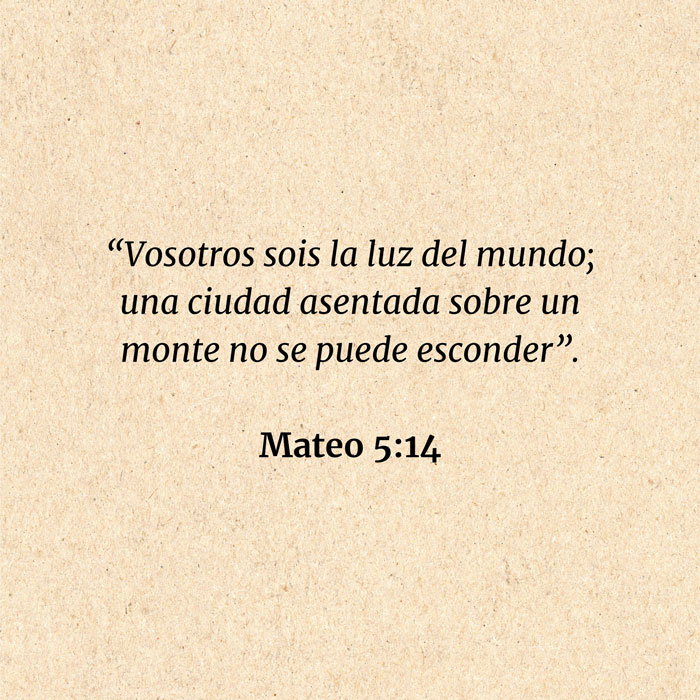 “Vosotros sois la luz del mundo;
una ciudad asentada sobre un
monte no se puede esconder”.
Mateo 5:14